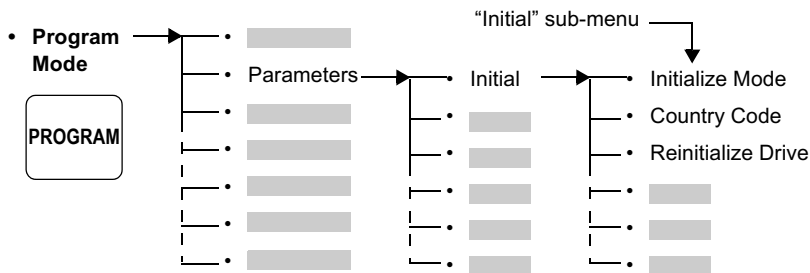 “Initial” sub-menu
• Program Mode
PROGRAM
• Parameters
• Initial
• Initialize Mode
• Country Code
• Reinitialize Drive